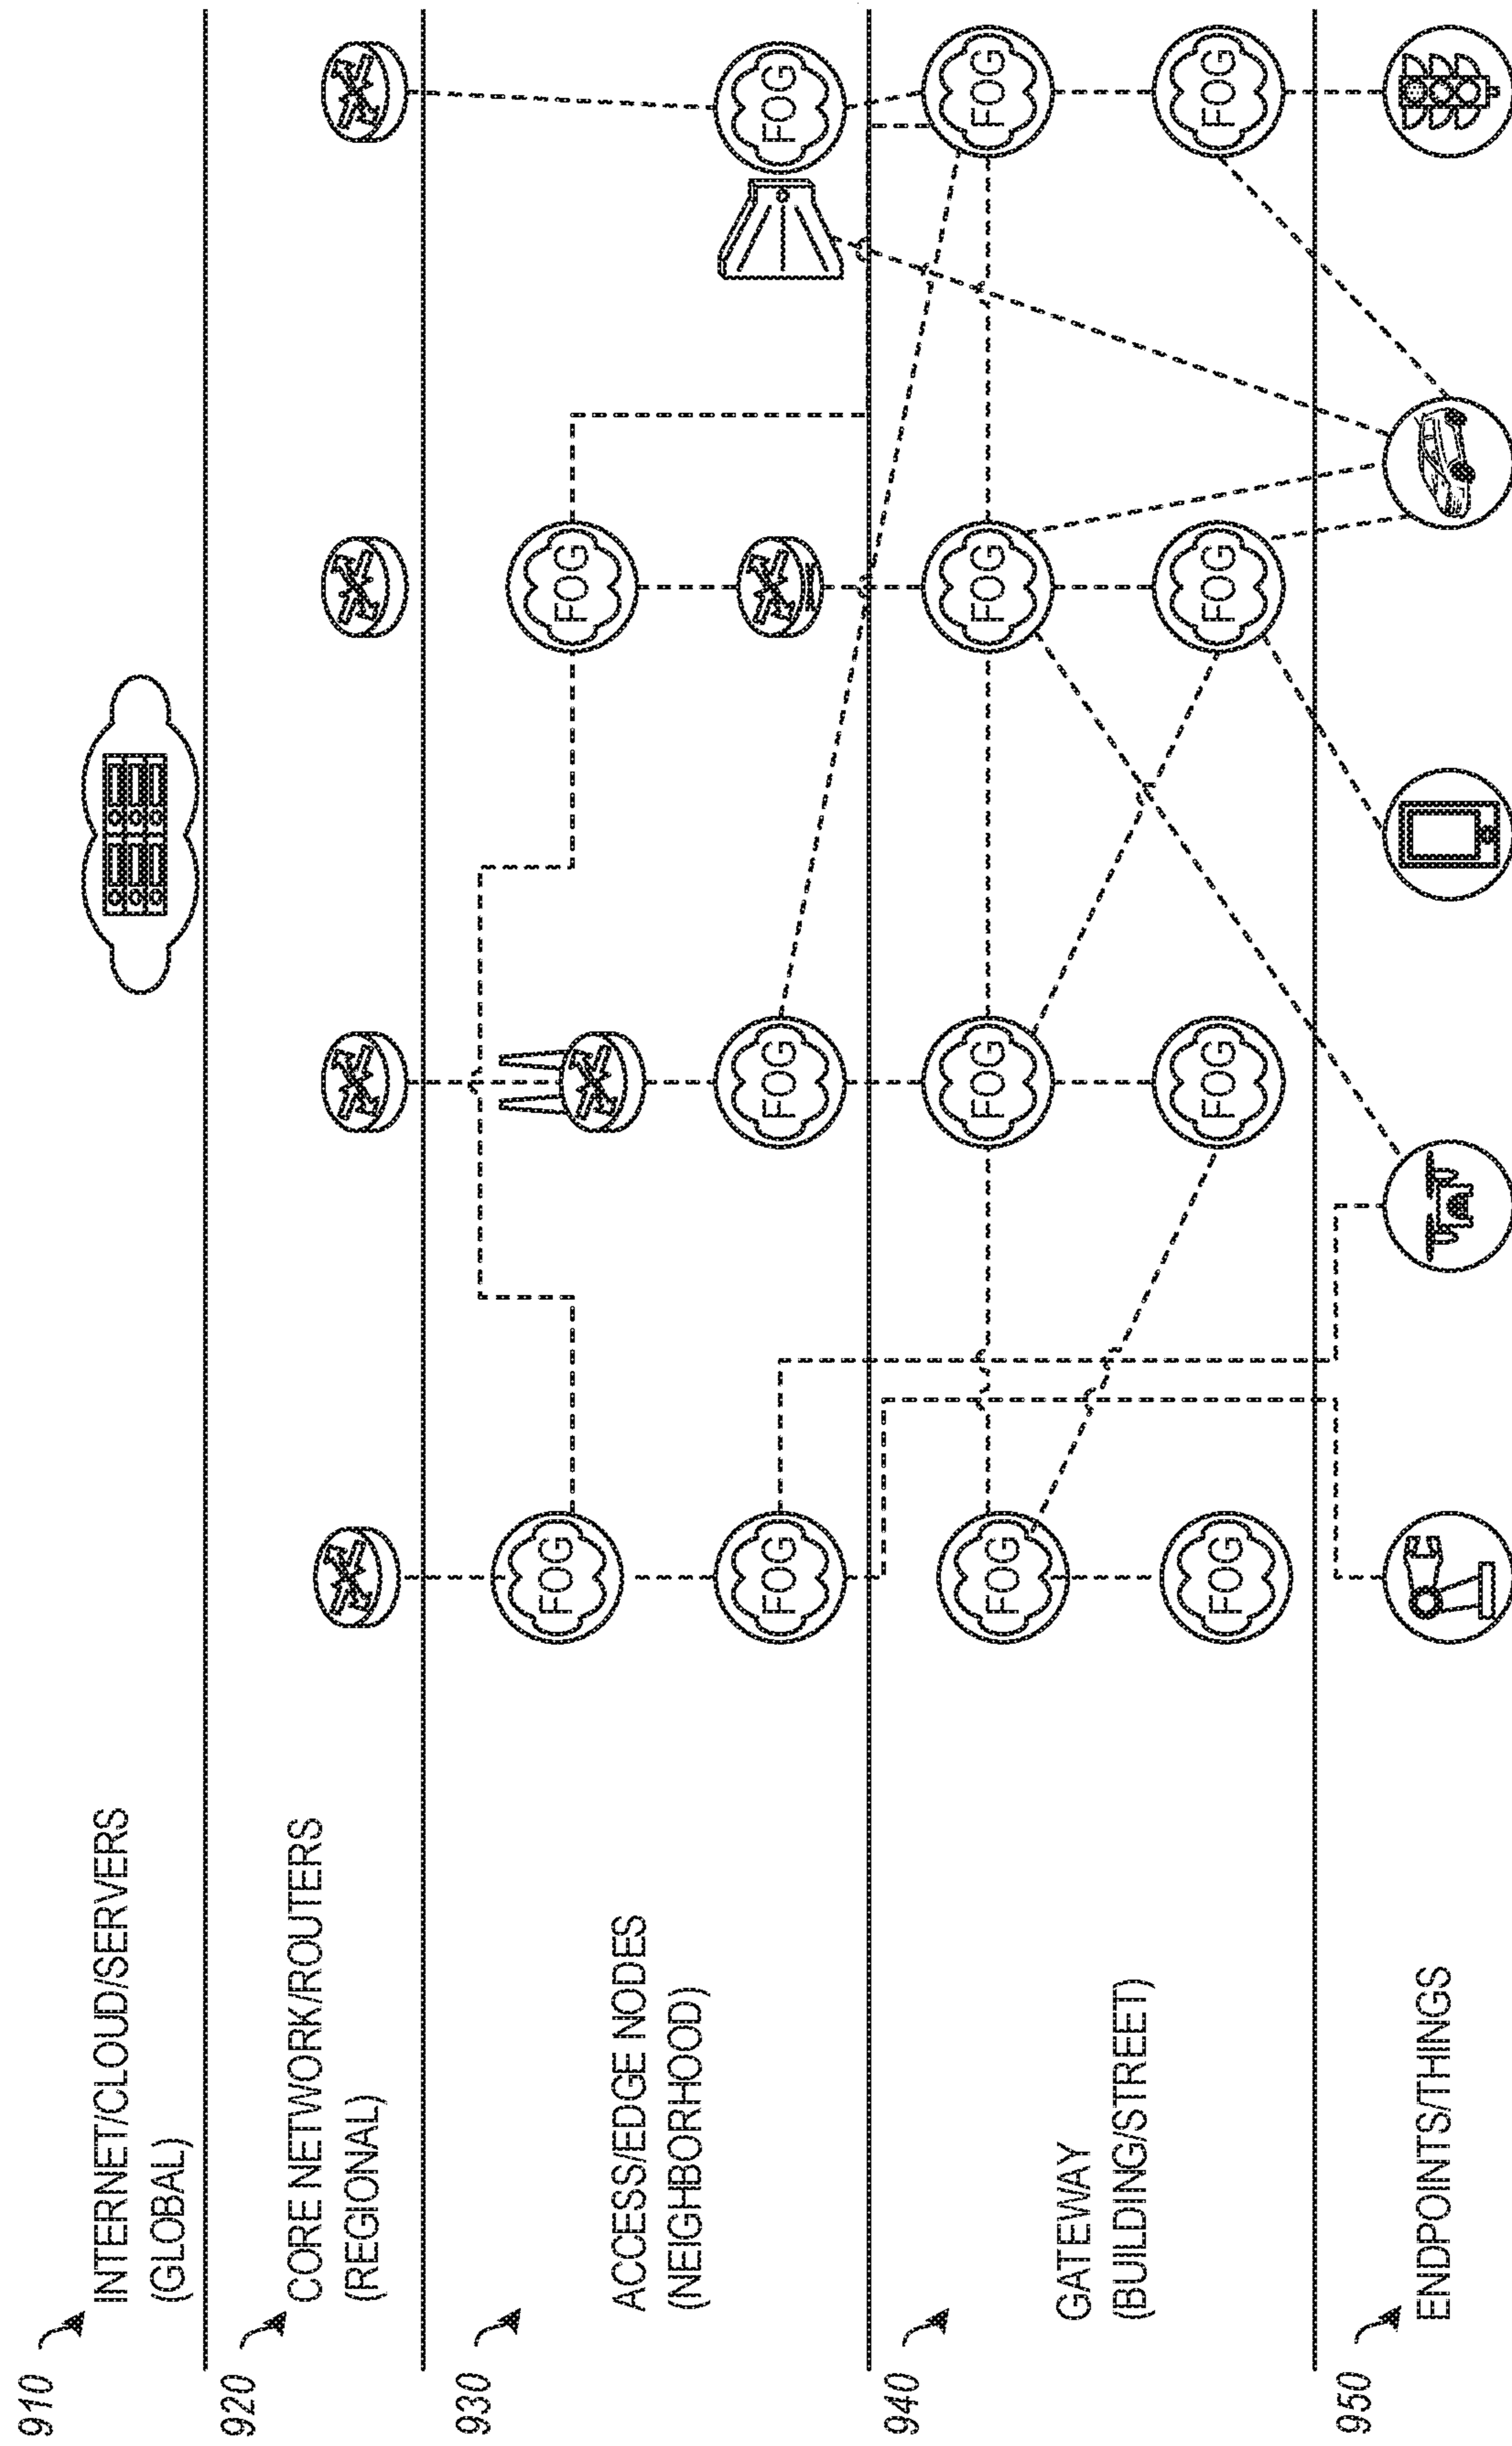 910
INTERNET/CLOUD/SERVERS
(GLOBAL)
920
CORE NETWORK/ROUTERS
(REGIONAL)
930
FOG
FOG
ACCESS/EDGE NODES
(NEIGHBORHOOD)
FOG
FOG
FOG
940
FOG
FOG
FOG
FOG
GATEWAY
(BUILDING/STREET)
FOG
FOG
FOG
FOG
950
ENDPOINTS/THINGS